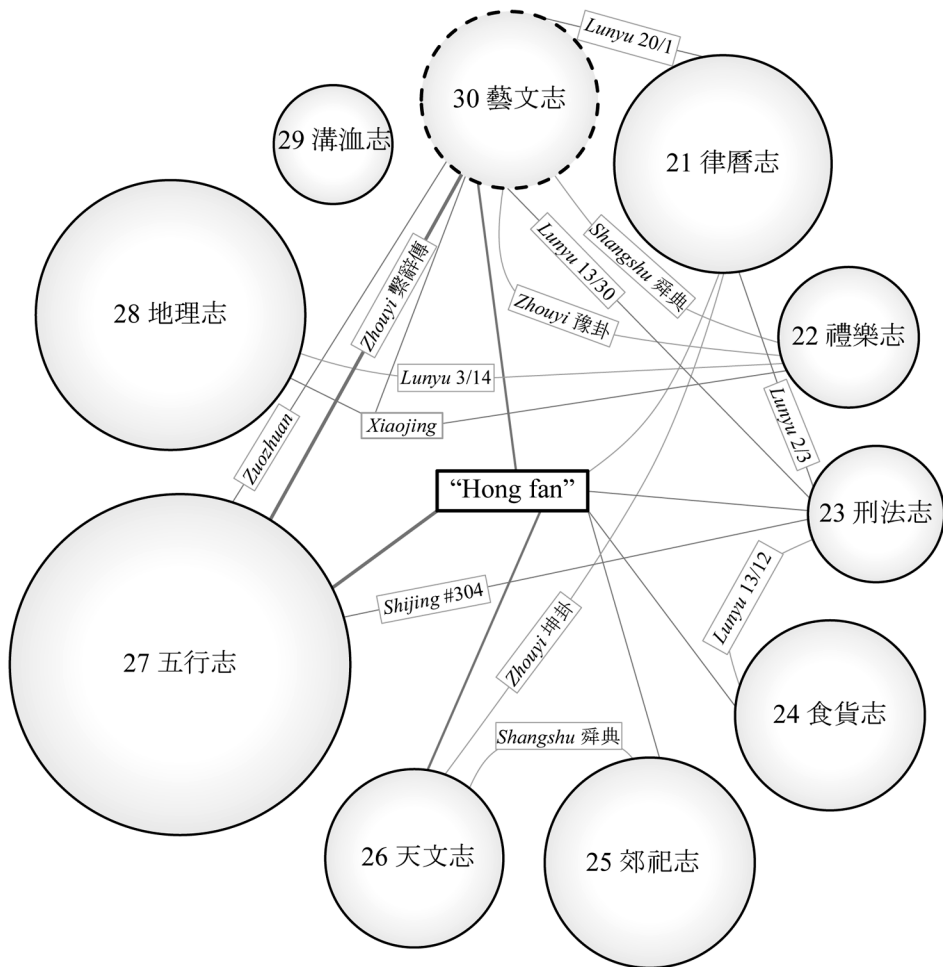 Lunyu 20/1
30 藝文志
21 律曆志
29 溝洫志
28 地理志
Zhouyi 繫辭傳
Lunyu 13/30
Shangshu 舜典
Zhouyi 豫卦
22 禮樂志
Lunyu 3/14
Xiaojing
Lunyu 2/3
Zuozhuan
“Hong fan”
23 刑法志
Shijing #304
Lunyu 13/12
27 五行志
Zhouyi 坤卦
24 食貨志
Shangshu 舜典
26 天文志
25 郊祀志